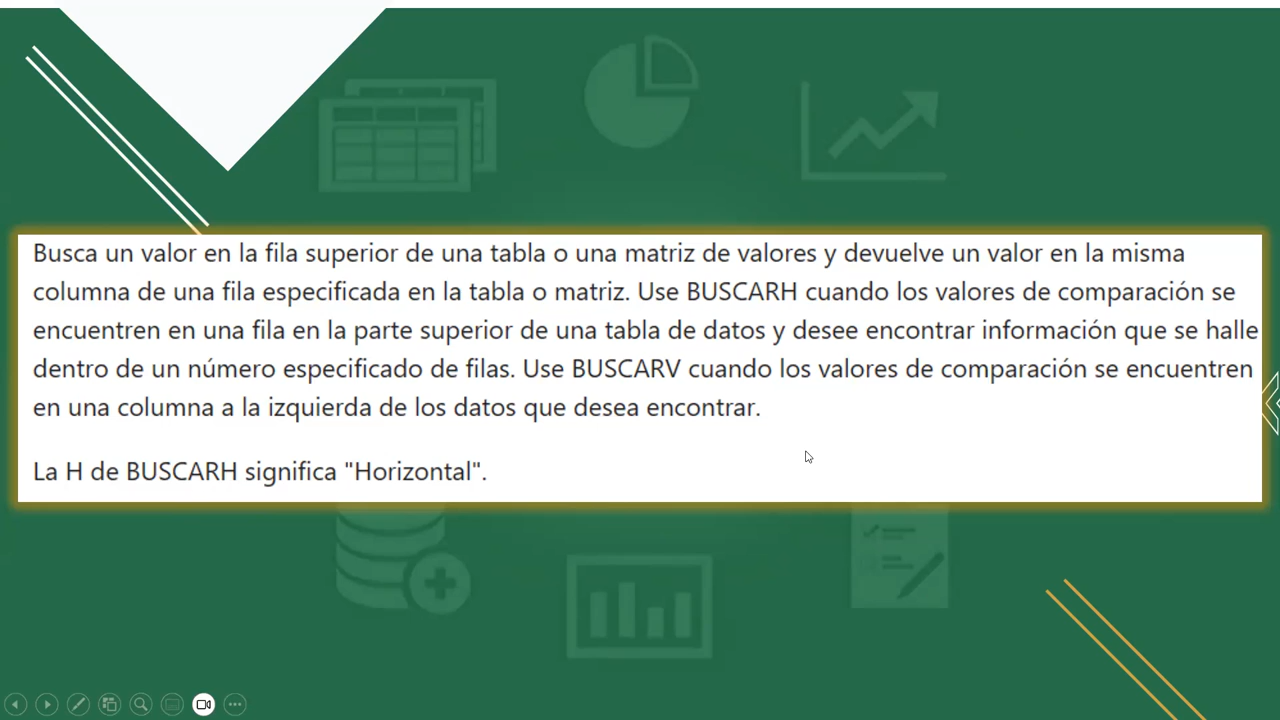 Busca un valor en la fila superior de una tabla o una matriz de valores y devuelve un valor en la misma
columna de una fila especificada en la tabla o matriz. Use BUSCARH cuando los valores de comparación se
encuentren en una fila en la parte superior de una tabla de datos y desee encontrar información que se halle
dentro de un número especificado de filas. Use BUSCARV cuando los valores de comparación se encuentren
en una columna a la izquierda de los datos que desea encontrar.
La H de BUSCARH significa "Horizontal".